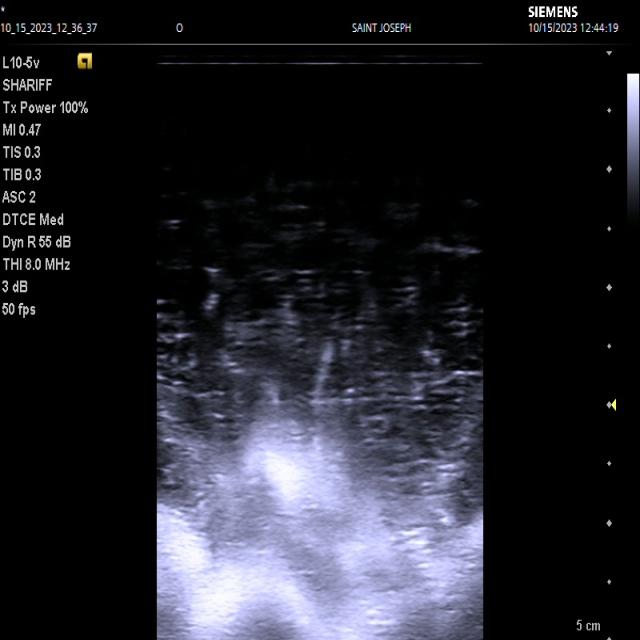 *
SIEMENS
10_15_2023_12_36_37 O SAINT JOSEPH 10/15/2023 12:44:19
L10-5v
SHARIFF
Tx Power 100%
MI 0.47
TIS 0.3
TIB 0.3
ASC 2
DTCE Med
Dyn R 55 dB
THI 8.0 MHz
3 dB
50 fps
5 cm